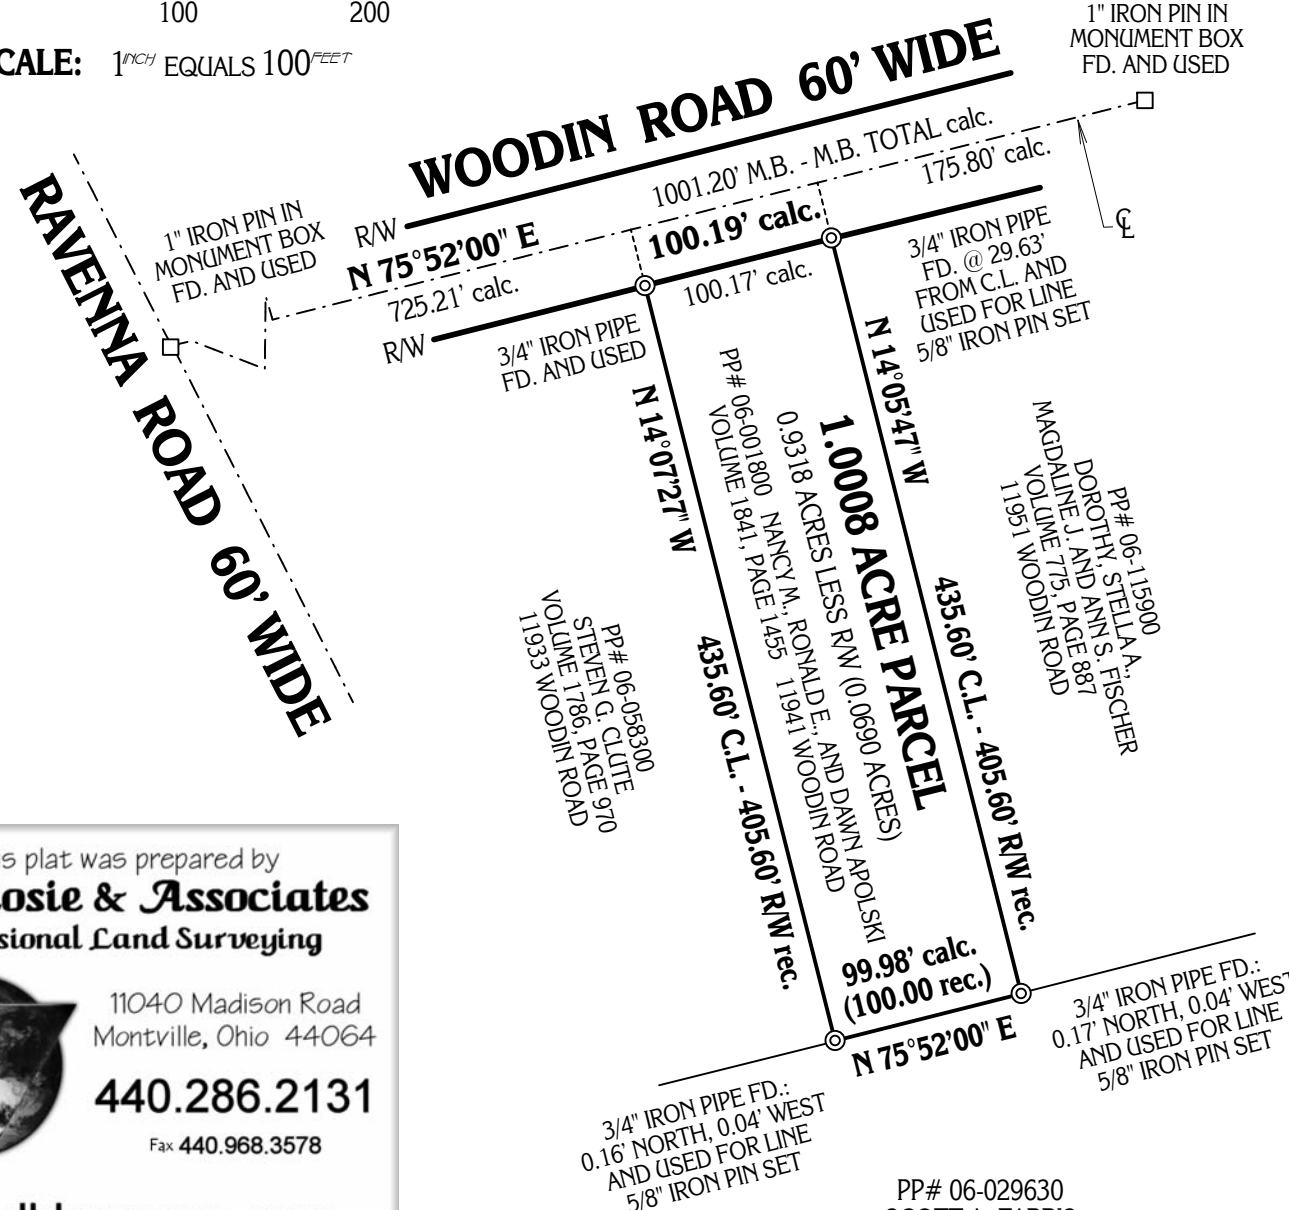 100 200
CALE: 1 INCH EQUALS 100 FEET
1" IRON PIN IN
MONUMENT BOX
FD. AND USED
WOODIN ROAD 60' WIDE
1001.20' M.B. - M.B. TOTAL calc.
175.80' calc.
R/W
N 75°52'00" E
100.19' calc.
725.21' calc.
100.17' calc.
R/W
℄
RAVENNA ROAD 60' WIDE
1" IRON PIN IN
MONUMENT BOX
FD. AND USED
3/4" IRON PIPE
FD. AND USED
3/4" IRON PIPE
FD. @ 29.63'
FROM C.L. AND
USED FOR LINE
5/8" IRON PIN SET
N 14°07'27" W
435.60' C.L. - 405.60' R/W rec.
N 14°05'47" W
435.60' C.L. - 405.60' R/W rec.
1.0008 ACRE PARCEL
0.9318 ACRES LESS R/W (0.0690 ACRES)
PP# 06-001800 NANCY M., RONALD E., AND DAWN APOLSKI
VOLUME 1841, PAGE 1455 11941 WOODIN ROAD
PP# 06-115900
DOROTHY, STELLA A.,
MAGDALINE J. AND ANN S. FISCHER
VOLUME 775, PAGE 887
11951 WOODIN ROAD
PP# 06-058300
STEVEN G. CLUTE
VOLUME 1786, PAGE 970
11933 WOODIN ROAD
99.98' calc.
(100.00 rec.)
N 75°52'00" E
3/4" IRON PIPE FD.:
0.17' NORTH, 0.04' WEST
AND USED FOR LINE
5/8" IRON PIN SET
3/4" IRON PIPE FD.:
0.16' NORTH, 0.04' WEST
AND USED FOR LINE
5/8" IRON PIN SET
PP# 06-029630
s plat was prepared by
osie & Associates
sional Land Surveying
11040 Madison Road
Montville, Ohio 44064
440.286.2131
Fax 440.968.3578